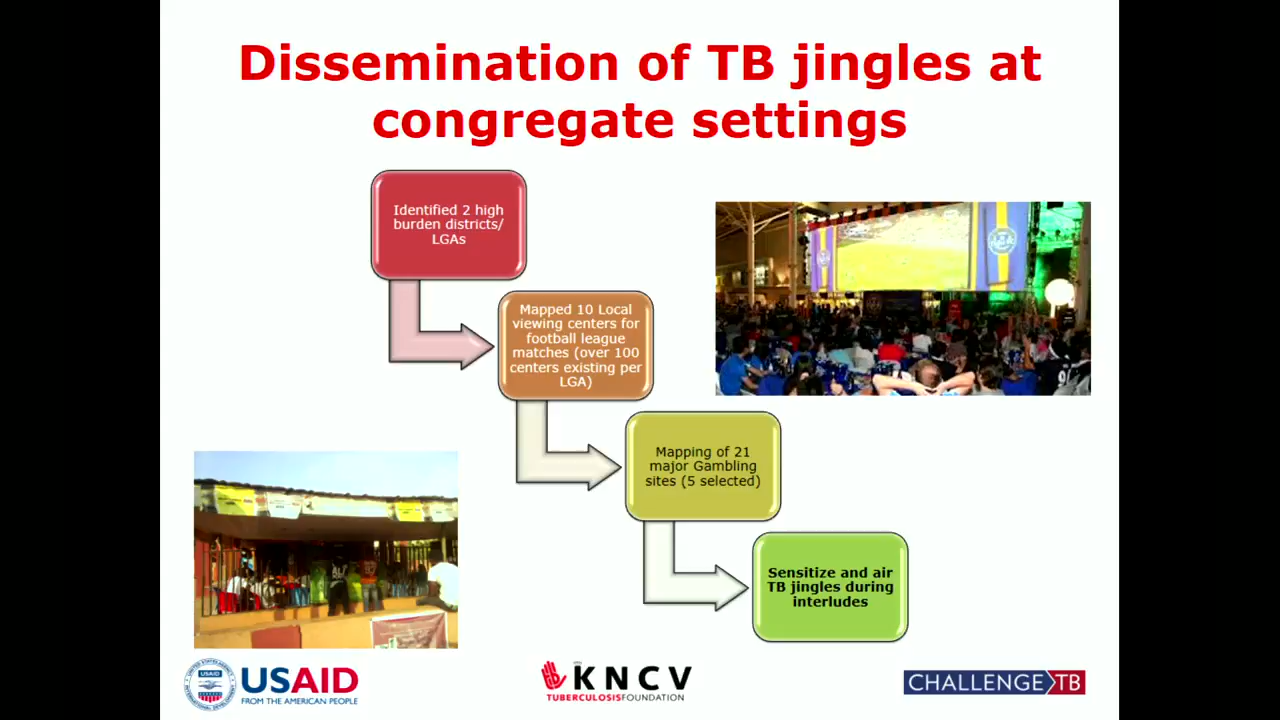 Dissemination of TB jingles at
congregate settings
Identified 2 high
burden districts/
LGAs
Mapped 10 Local
viewing centers for
football league
matches (over 100
centers existing per
LGA)
Mapping of 21
major Gambling
sites (5 selected)
Sensitize and air
TB jingles during
interludes
USAID
FROM THE AMERICAN PEOPLE
KNCV
TUBERCULOSISFOUNDATION
CHALLENGE TB